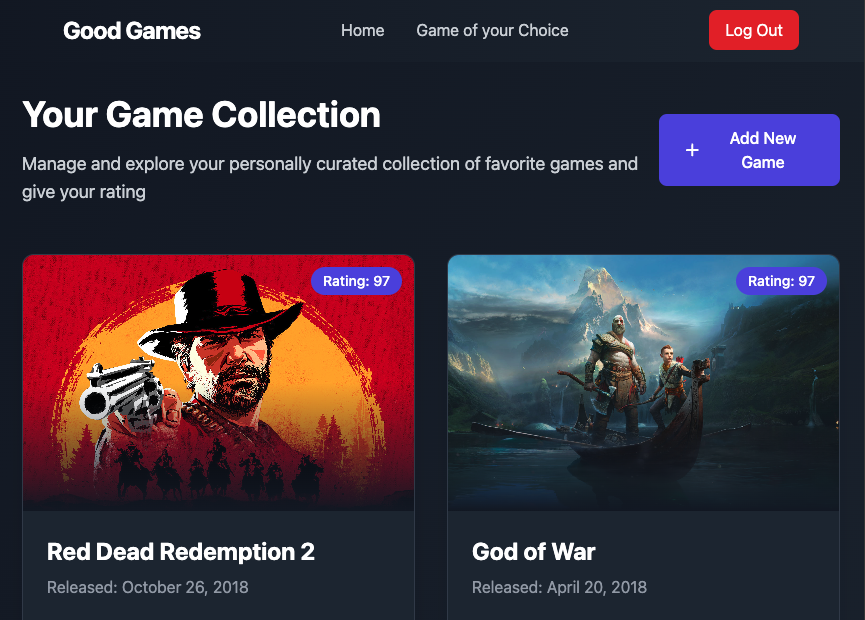 Good Games
Home
Game of your Choice
Log Out
Your Game Collection
Manage and explore your personally curated collection of favorite games and
give your rating
+
Add New
Game
Rating: 97
Rating: 97
Red Dead Redemption 2
Released: October 26, 2018
God of War
Released: April 20, 2018